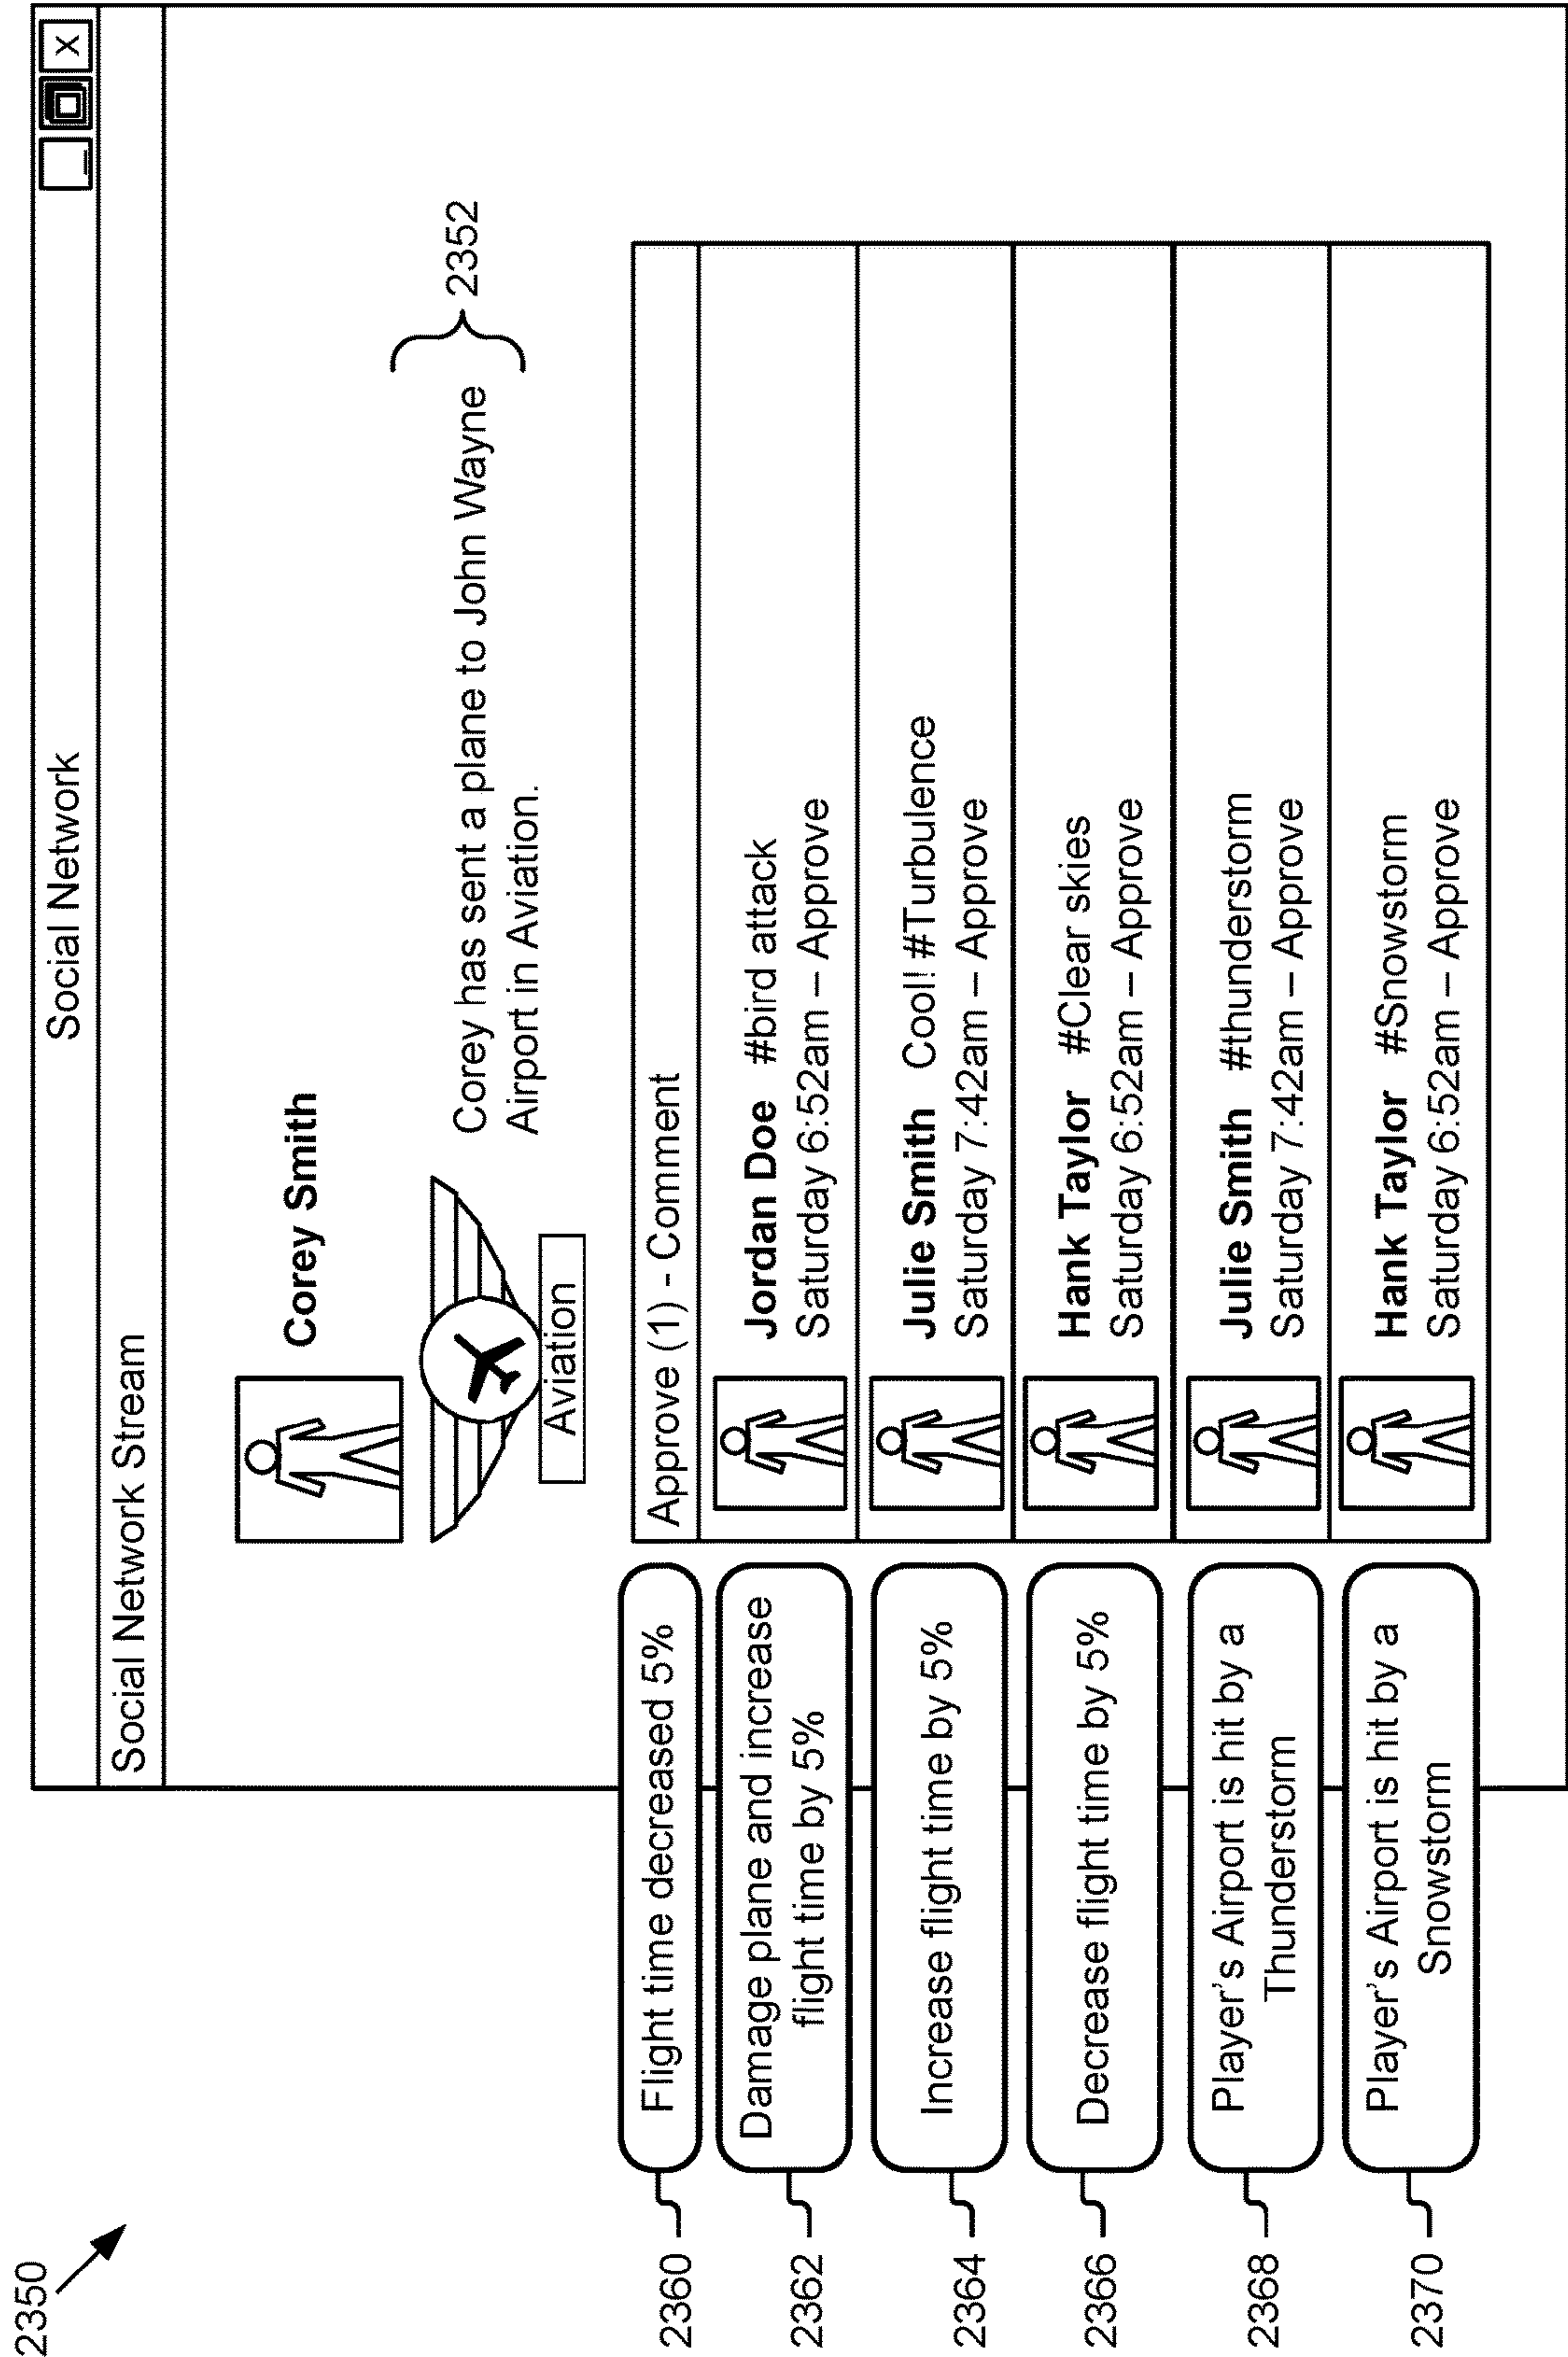 2350
Social Network
X
Social Network Stream
Corey Smith
Aviation
Corey has sent a plane to John Wayne
Airport in Aviation.
2352
2360
Flight time decreased 5%
Approve (1) - Comment
2362
Damage plane and increase
flight time by 5%
Jordan Doe #bird attack
Saturday 6:52am – Approve
2364
Increase flight time by 5%
Julie Smith Cool! #Turbulence
Saturday 7:42am – Approve
2366
Decrease flight time by 5%
Hank Taylor #Clear skies
Saturday 6:52am – Approve
2368
Player's Airport is hit by a
Thunderstorm
Julie Smith #thunderstorm
Saturday 7:42am – Approve
2370
Player's Airport is hit by a
Snowstorm
Hank Taylor #Snowstorm
Saturday 6:52am – Approve